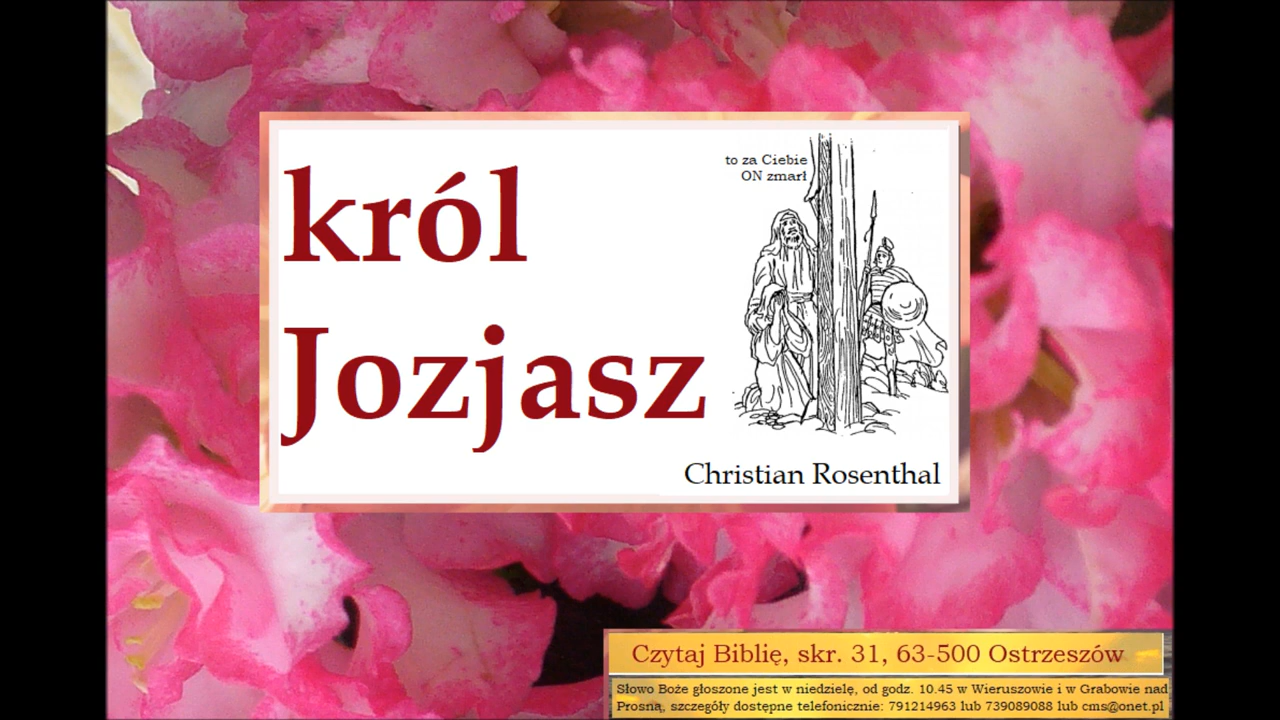 król
Jozjasz
to za Ciebie
ON zmarł
Christian Rosenthal
Czytaj Biblię, skr. 31, 63-500 Ostrzeszów
Słowo Boże głoszone jest w niedzielę, od godz. 10.45 w Wieruszowie i w Grabowie nad
Prosną, szczegóły dostępne telefonicznie: 791214963 lub 739089088 lub cms@onet.pl